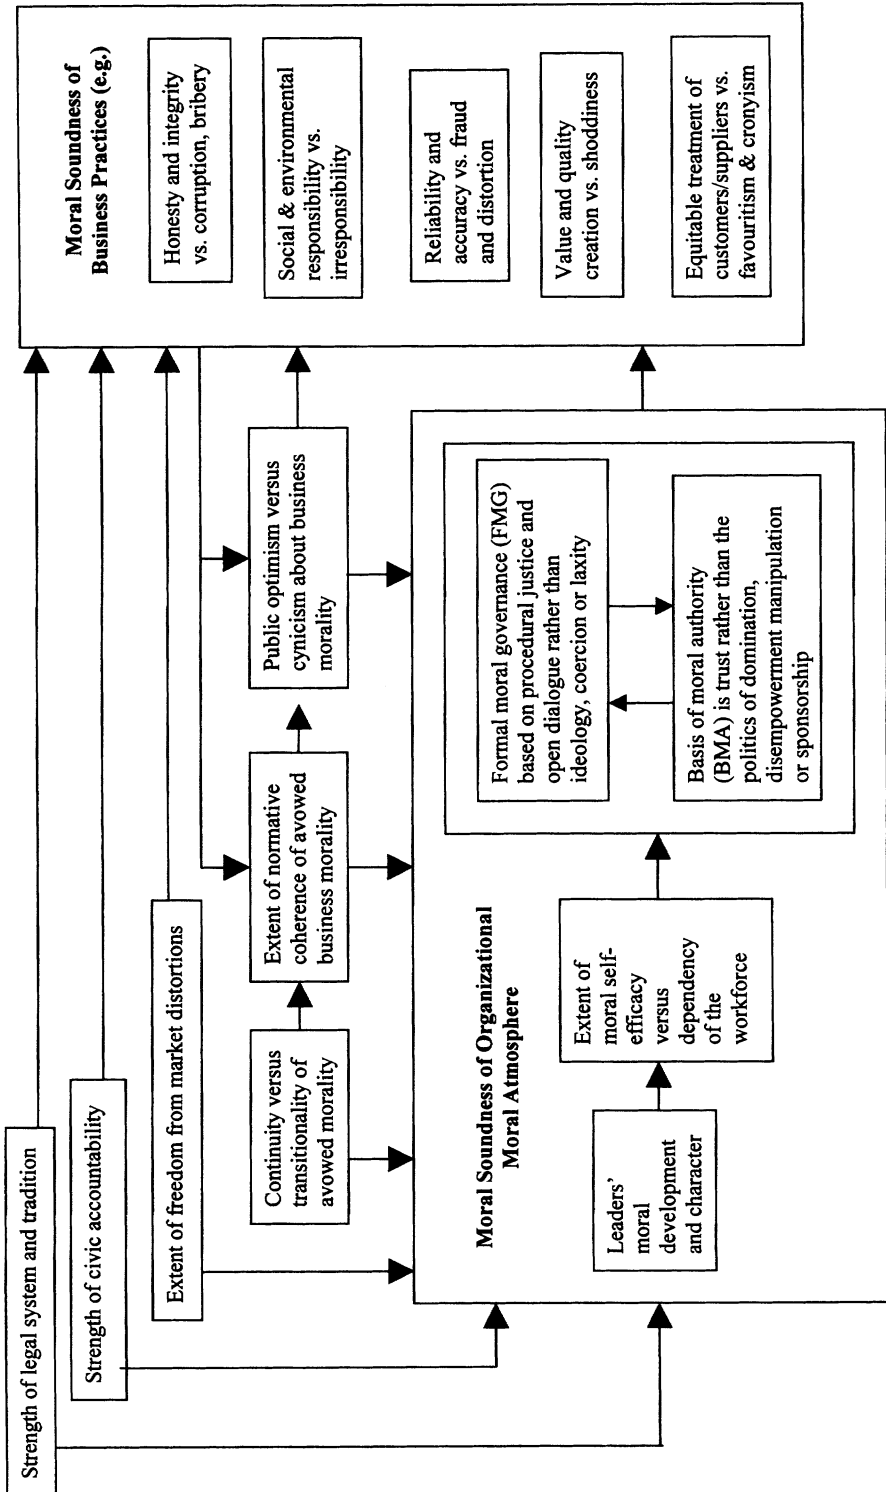 Strength of legal system and tradition
Strength of civic accountability
Extent of freedom from market distortions
Continuity versus
transitionality of
avowed morality
Extent of normative
coherence of avowed
business morality
Public optimism versus
cynicism about business
morality
Moral Soundness of Organizational
Moral Atmosphere
Leaders’
moral
development
and character
Extent of
moral self-
efficacy
versus
dependency
of the
workforce
Formal moral governance (FMG)
based on procedural justice and
open dialogue rather than
ideology, coercion or laxity
Basis of moral authority
(BMA) is trust rather than the
politics of domination,
disempowerment manipulation
or sponsorship
Moral Soundness of
Business Practices (e.g.)
Honesty and integrity
vs. corruption, bribery
Social & environmental
responsibility vs.
irresponsibility
Reliability and
accuracy vs. fraud
and distortion
Value and quality
creation vs. shoddiness
Equitable treatment of
customers/suppliers vs.
favouritism & cronyism